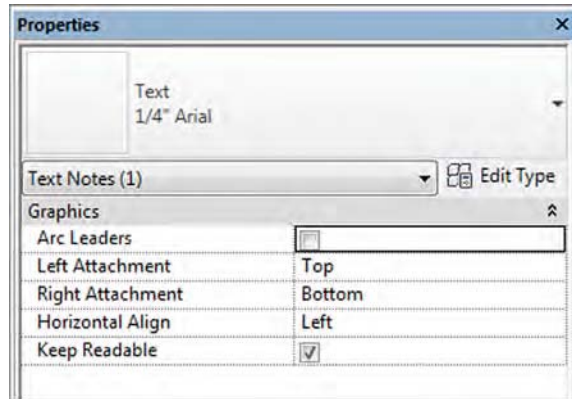 Properties
Text
1/4" Arial
Text Notes (1)
Edit Type
Graphics
Arc Leaders
Left Attachment Top
Right Attachment Bottom
Horizontal Align Left
Keep Readable